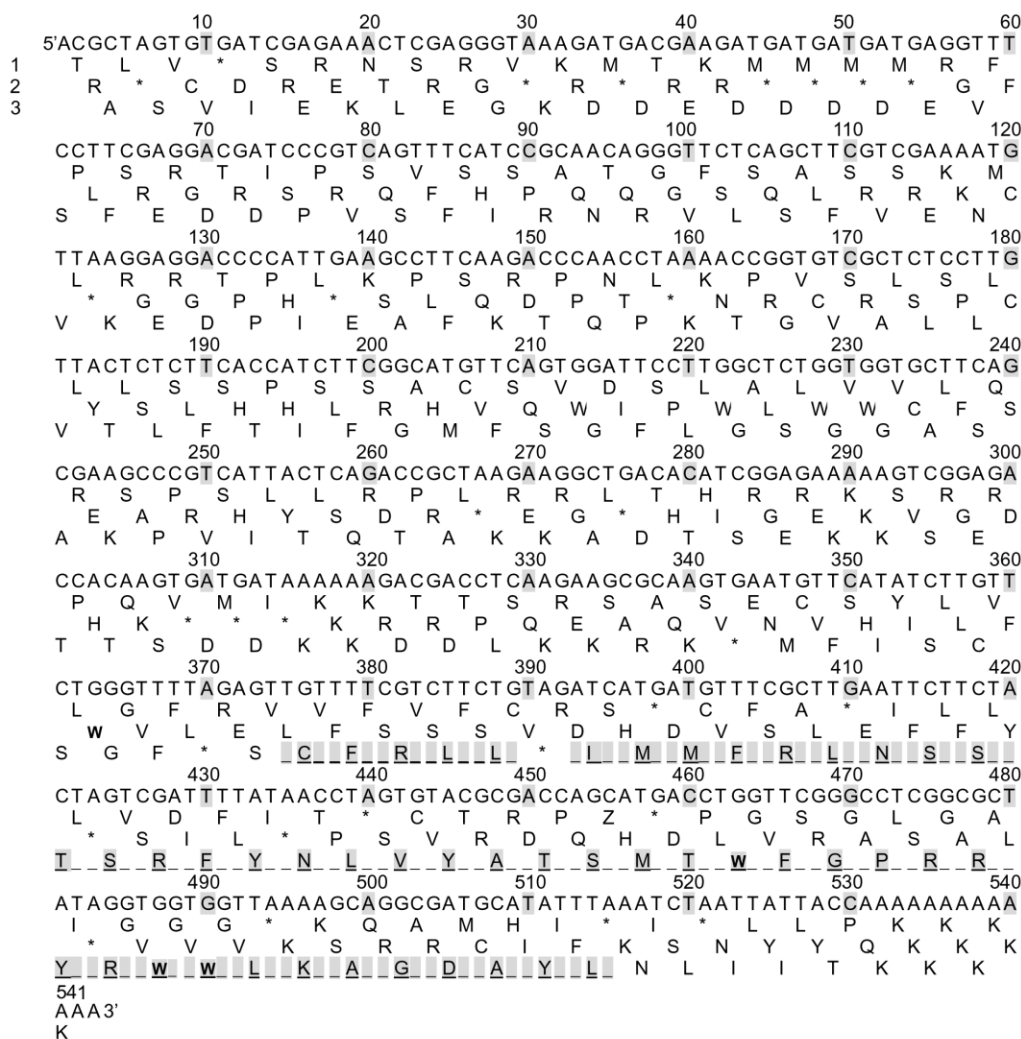 10 20 30 40 50 60
5'ACGCTAGTGTGATCGAGAAACTCGAGGGTAAAGATGACGAAGATGATGATGATGAGGTTT
1 T L V * S R N S R V K M T K M M M M R F
2 R * C D R E T R G * R * R R * * * * G F
3 A S V I E K L E G K D D E D D D D E V
70 80 90 100 110 120
CCTTCGAGGACGATCCCGTCAGTTTCATCCGCAACAGGGTTCTCAGCTTCGTCGAAAATG
P S R T I P S V S S A T G F S A S S K M
L R G R S R Q F H P Q Q G S Q L R R K C
S F E D D P V S F I R N R V L S F V E N
130 140 150 160 170 180
TTAAGGAGGACCCCATTGAAGCCTTCAAGACCCAACCTAAAACCGGTGTCGCTCTCCTTG
L R R T P L K P S R P N L K P V S L S L
* G G P H * S L Q D P T * N R C R S P C
V K E D P I E A F K T Q P K T G V A L L
190 200 210 220 230 240
TTACTCTCTTCACCATCTTCGGCATGTTCAGTGGATTCCTTGGCTCTGGTGGTGCTTCAG
L L S S P S S A C S V D S L A L V V L Q
Y S L H H L R H V Q W I P W L W W C F S
V T L F T I F G M F S G F L G S G G A S
250 260 270 280 290 300
CGAAGCCCGTCATTACTCAGACCGCTAAGAAGGCTGACACATCGGAGAAAAAGTCGGAGA
R S P S L L R P L R R L T H R R K S R R
E A R H Y S D R * E G * H I G E K V G D
A K P V I T Q T A K K A D T S E K K S E
310 320 330 340 350 360
CCACAAGTGATGATAAAAAAGACGACCTCAAGAAGCGCAAGTGAATGTTCATATCTTGTT
P Q V M I K K T T S R S A S E C S Y L V
H K * * * K R R P Q E A Q V N V H I L F
T T S D D K K D D L K K R K * M F I S C
370 380 390 400 410 420
CTGGGTTTTAGAGTTGTTTTCGTCTTCTGTAGATCATGATGTTTCGCTTGAATTCTTCTA
L G F R V V F V F C R S * C F A * I L L
W V L E L F S S S V D H D V S L E F F Y
S G F * S C F R L L * I M M F R L N S S
430 440 450 460 470 480
CTAGTCGATTTTTATAACCTAGTGTACGCGACCAGCATGACCTGGTTCGGGCCTCGGCGCT
L V D F I T * C T R P Z * P G S G L G A
* S I L * P S V R D Q H D L V R A S A L
T S R F Y N L V Y A T S M T W F G P R R
490 500 510 520 530 540
ATAGGTGGTGGTTAAAAGCAGGCGATGCATATTTAAATCTAATTATTACCAAAAAAAAAA
I G G G * K Q A M H I * I * L L P K K K
* V V V K S R R C I F K S N Y Y Q K K K
Y R W W L K A G D A Y L N L I I T K K K
541
AAA3'
K